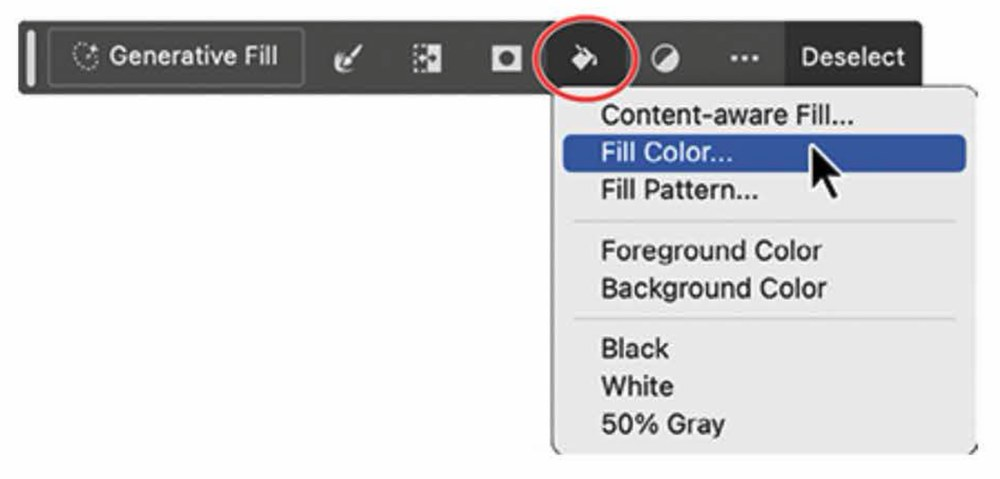 Generative Fill
Deselect
Content-aware Fill...
Fill Color...
Fill Pattern...
Foreground Color
Background Color
Black
White
50% Gray